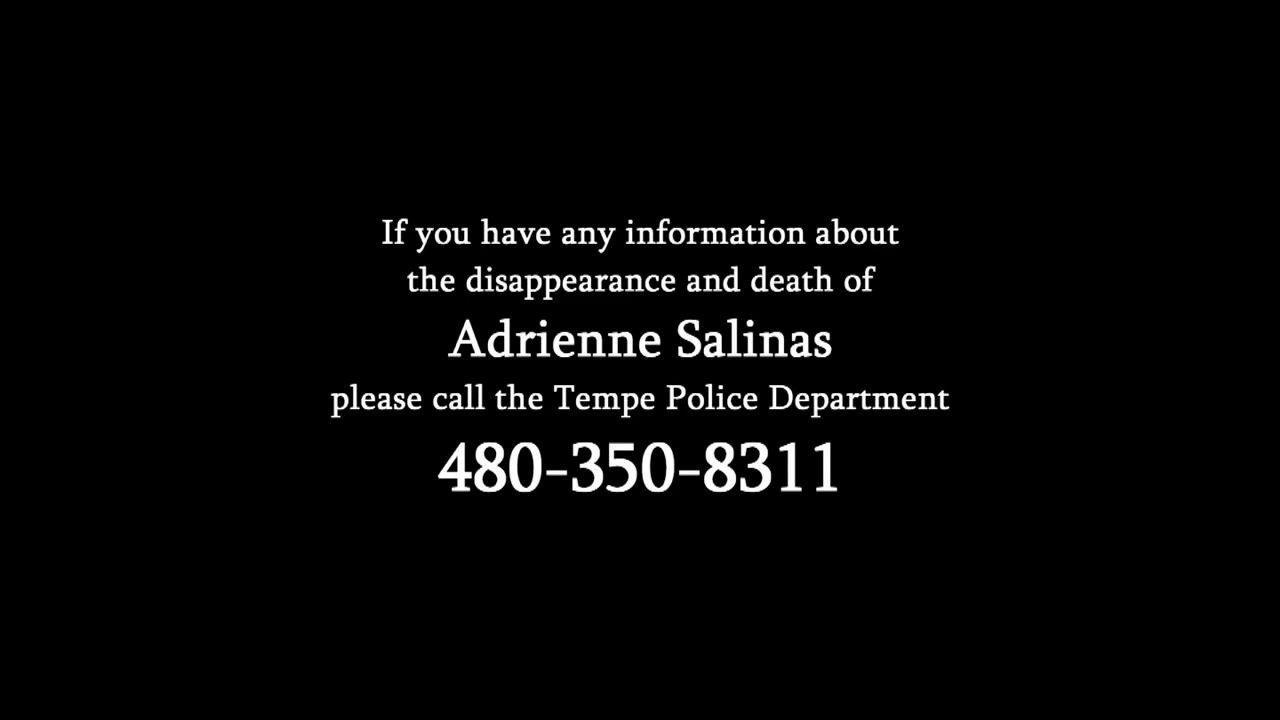 If you have any information about
the disappearance and death of
Adrienne Salinas
please call the Tempe Police Department
480-350-8311